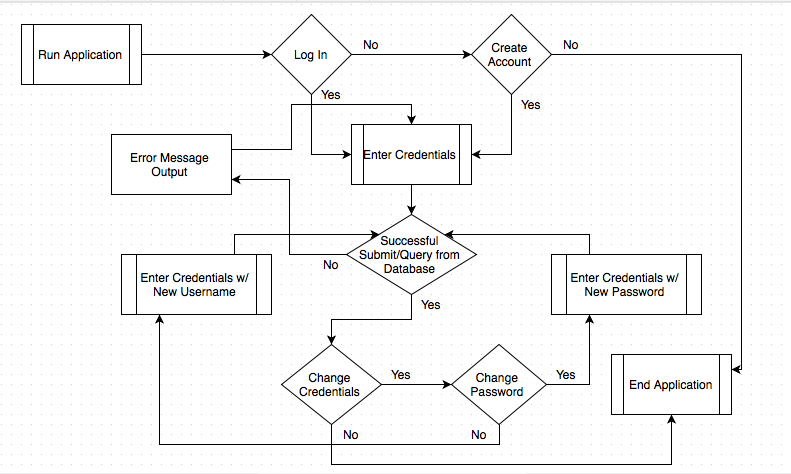 Run Application
Log In
No
Create
Account
No
Yes
Yes
Error Message
Output
Enter Credentials
Successful
Submit/Query from
Database
No
Enter Credentials w/
New Username
Enter Credentials w/
New Password
Yes
Change
Credentials
Yes
Change
Password
Yes
End Application
No
No